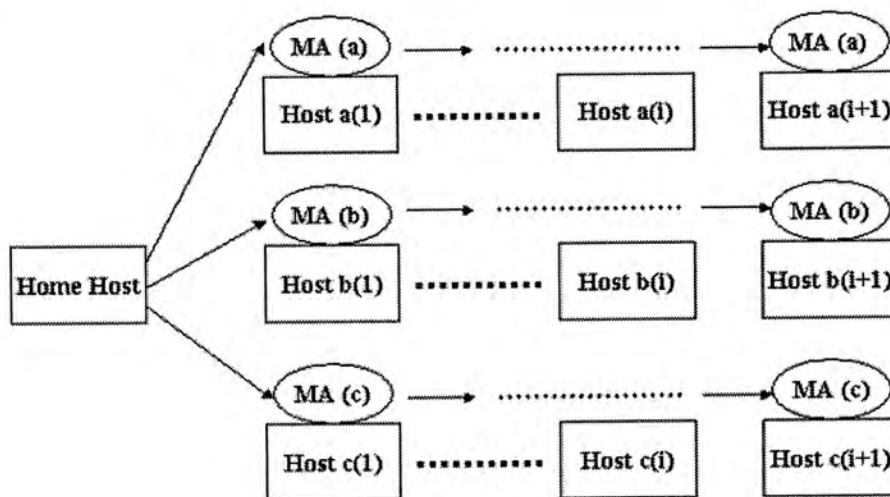 MA (a)
MA (a)
Host a(1)
Host a(i)
Host a(i+1)
MA (b)
MA (b)
Home Host
Host b(1)
Host b(i)
Host b(i+1)
MA (c)
MA (c)
Host c(1)
Host c(i)
Host c(i+1)